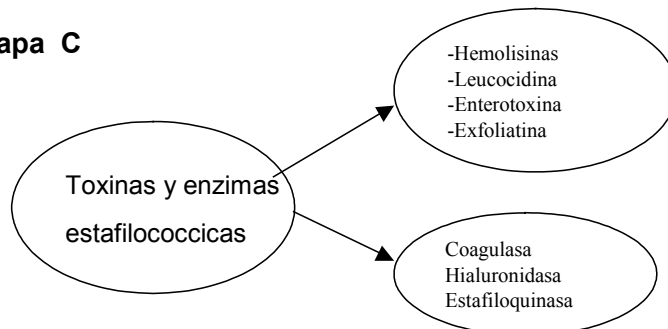 apa C
-Hemolisinas
-Leucocidina
-Enterotoxina
-Exfoliatina
Toxinas y enzimas
estafilococcicas
Coagulasa
Hialuronidasa
Estafiloquinasa